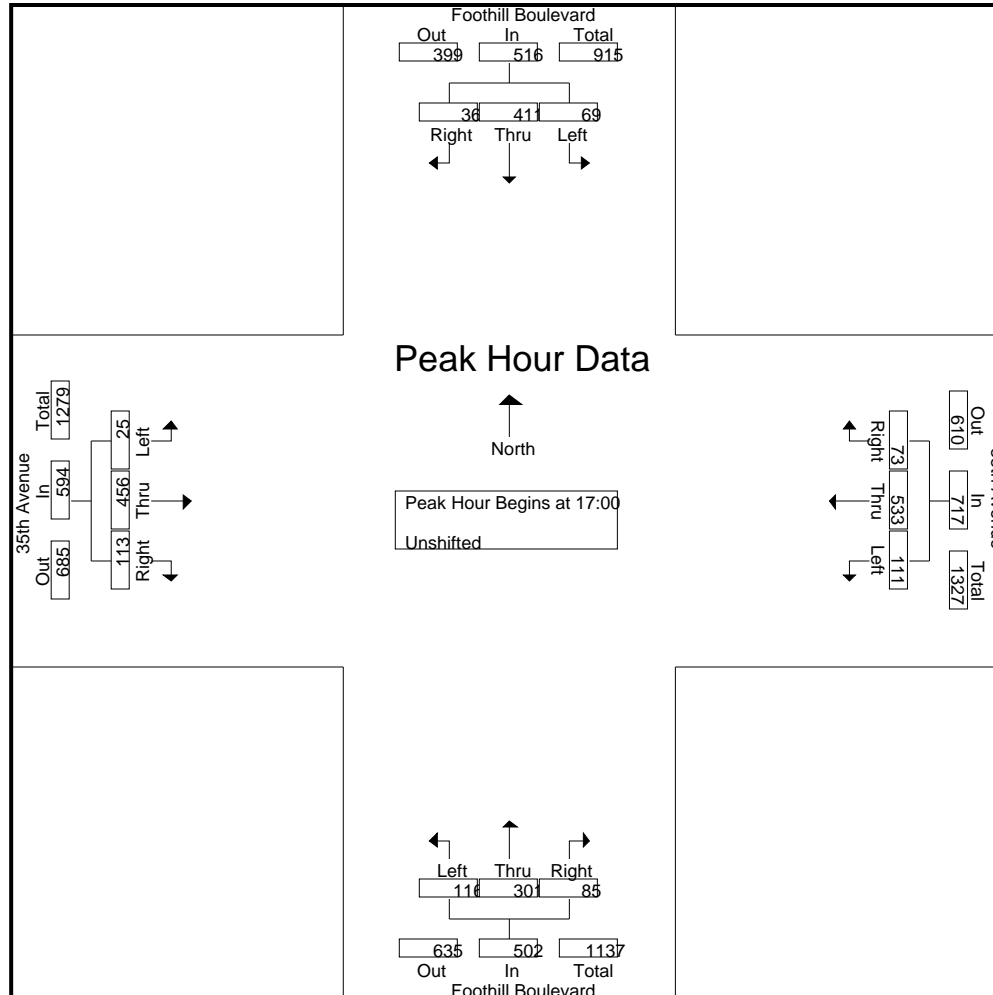 Foothill Boulevard
Out In Total
399 516 915
36 411 69
Right Thru Left
Peak Hour Data
North
Peak Hour Begins at 17:00
Unshifted
35th Avenue
Total In Out
1279 594 685
25 456 113
Left Thru Right
Right Thru Left
73 533 111
610 717 1327
Out In Total
Left Thru Right
116 301 85
635 502 1137
Out In Total
Foothill Boulevard